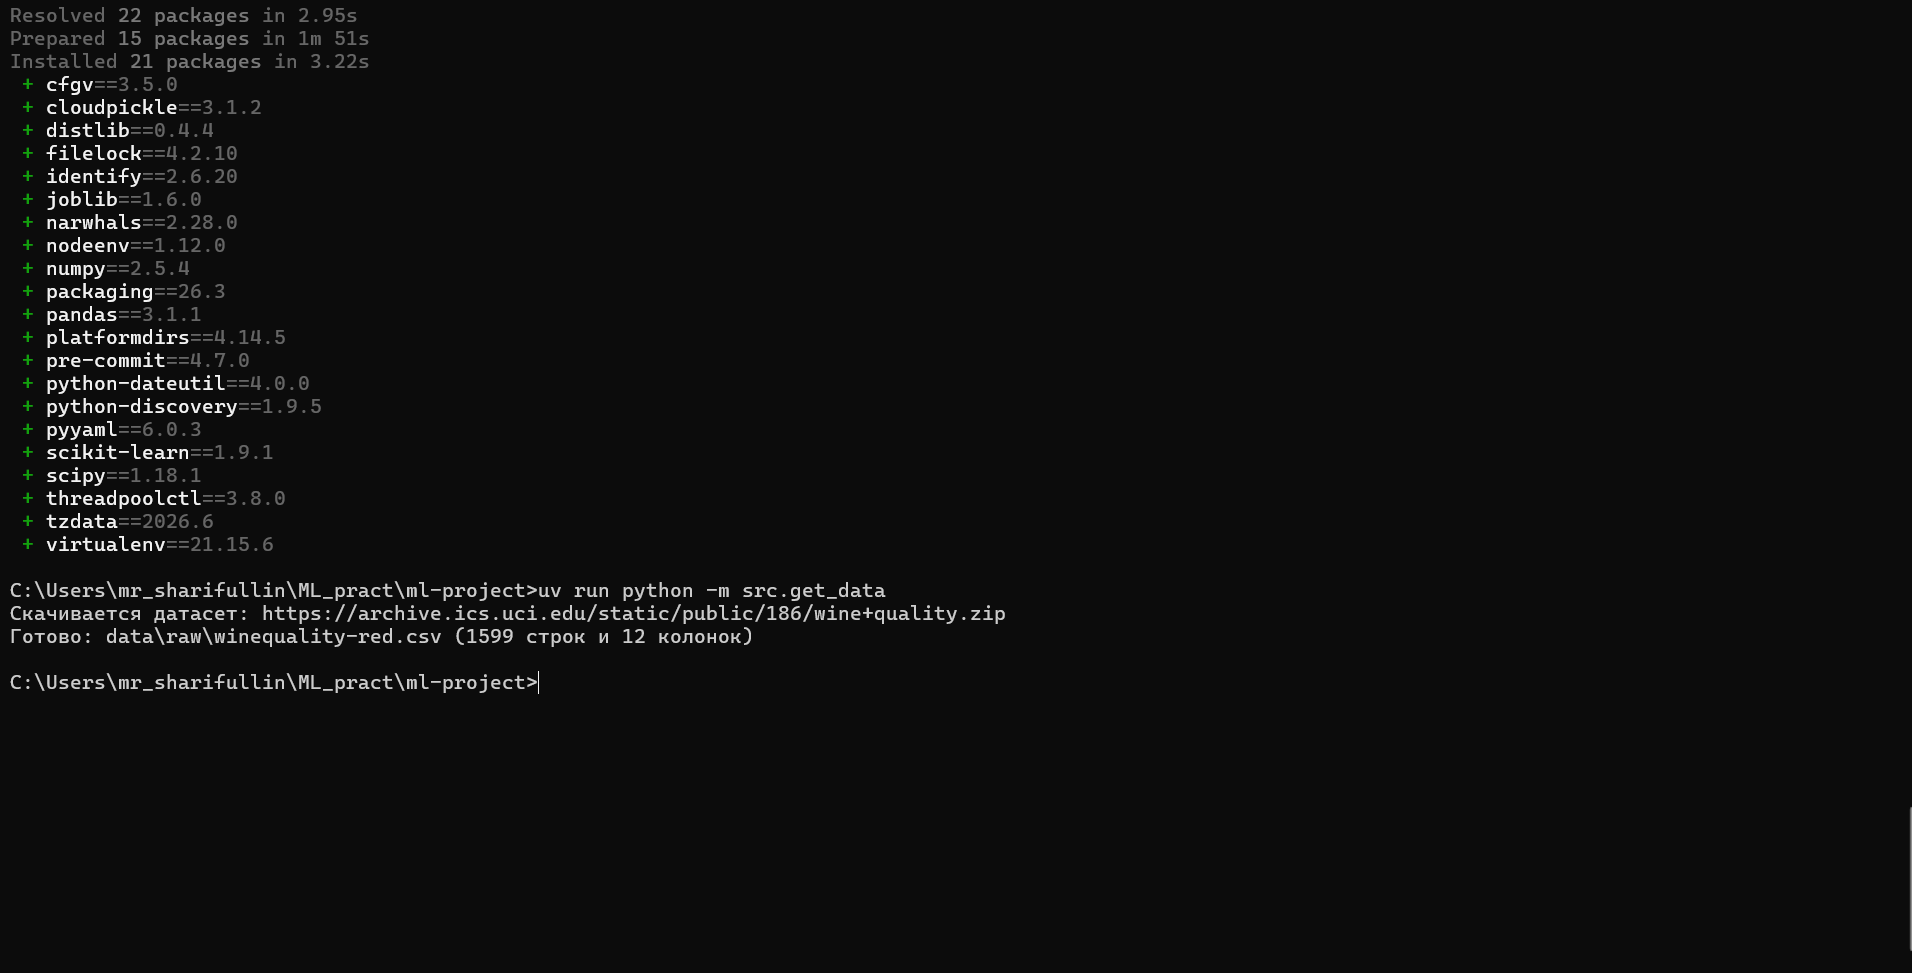 Resolved 22 packages in 2.95s
Prepared 15 packages in 1m 51s
Installed 21 packages in 3.22s
+ cfgv==3.5.0
+ cloudpickle==3.1.2
+ distlib==0.4.4
+ filelock==4.2.10
+ identify==2.6.20
+ joblib==1.6.0
+ narwhals==2.28.0
+ nodeenv==1.12.0
+ numpy==2.5.4
+ packaging==26.3
+ pandas==3.1.1
+ platformdirs==4.14.5
+ pre-commit==4.7.0
+ python-dateutil==4.0.0
+ python-discovery==1.9.5
+ pyyaml==6.0.3
+ scikit-learn==1.9.1
+ scipy==1.18.1
+ threadpoolctl==3.8.0
+ tzdata==2026.6
+ virtualenv==21.15.6
C:\Users\mr_sharifullin\ML_pract\ml-project>uv run python -m src.get_data
Скачивается датасет: https://archive.ics.uci.edu/static/public/186/wine+quality.zip
Готово: data\raw\winequality-red.csv (1599 строк и 12 колонок)
C:\Users\mr_sharifullin\ML_pract\ml-project>